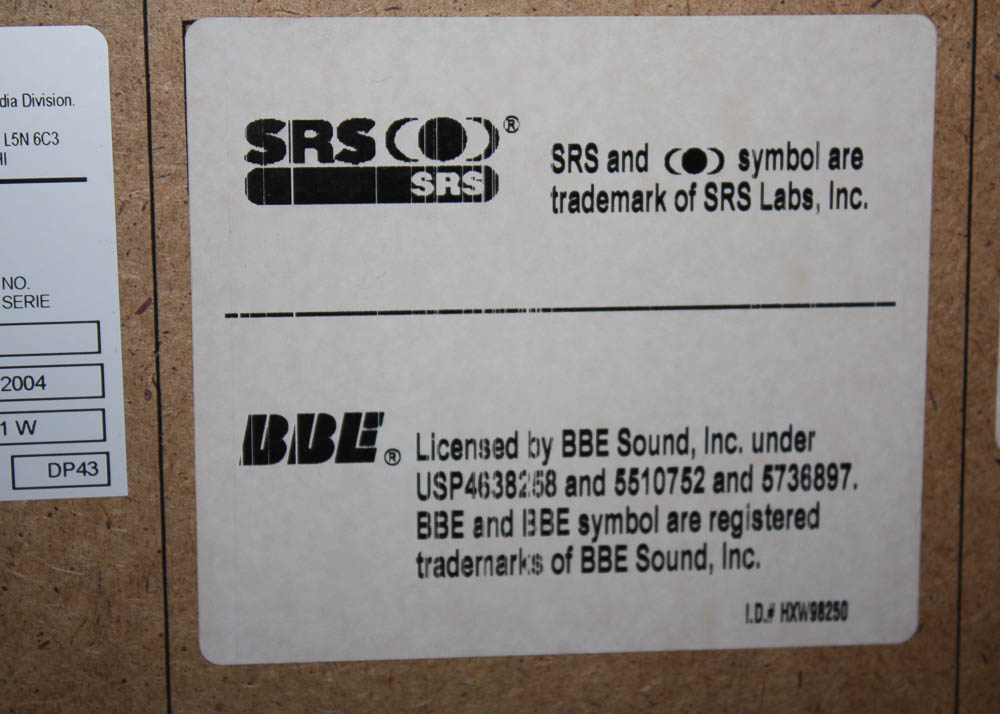 dia Division.
L5N 6C3
NO.
SERIE
2004
1 W
DP43
SRS(●)®
SRS
SRS and (●) symbol are
trademark of SRS Labs, Inc.
BBE® Licensed by BBE Sound, Inc. under
USP4638258 and 5510752 and 5736897.
BBE and BBE symbol are registered
trademarks of BBE Sound, Inc.
I.D.# HXW98250